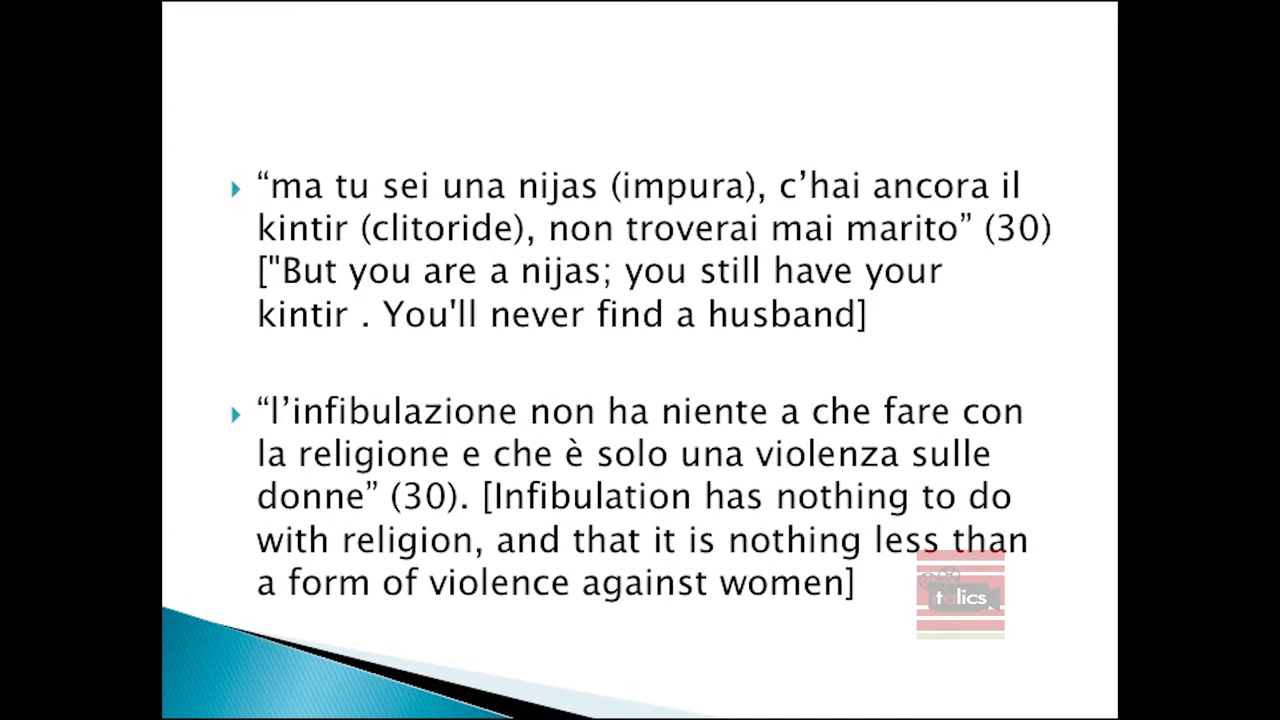 “ma tu sei una nijas (impura), c’hai ancora il
kintir (clitoride), non troverai mai marito” (30)
["But you are a nijas; you still have your
kintir . You'll never find a husband]
“l’infibulazione non ha niente a che fare con
la religione e che è solo una violenza sulle
donne” (30). [Infibulation has nothing to do
with religion, and that it is nothing less than
a form of violence against women]
italics